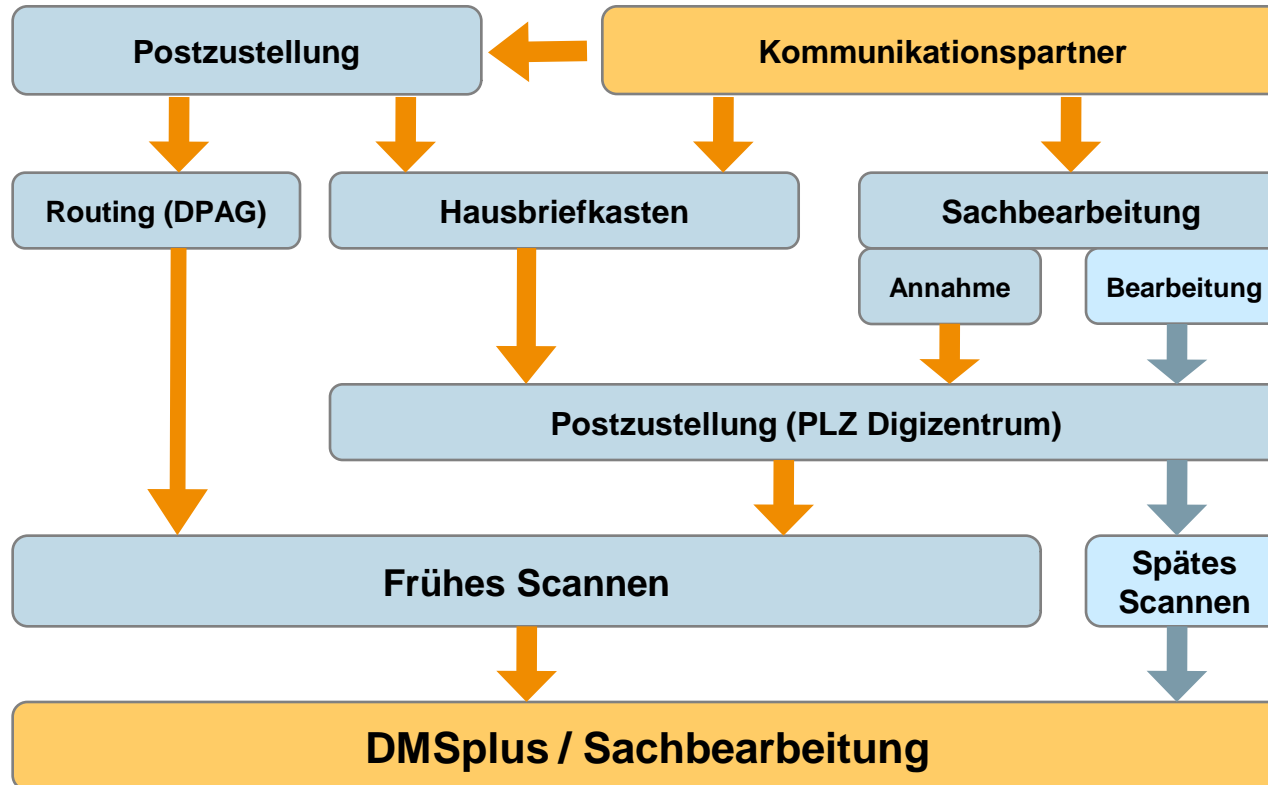 Postzustellung
Kommunikationspartner
Routing (DPAG)
Hausbriefkasten
Sachbearbeitung
Annahme
Bearbeitung
Postzustellung (PLZ Digizentrum)
Frühes Scannen
Spätes
Scannen
DMSplus / Sachbearbeitung